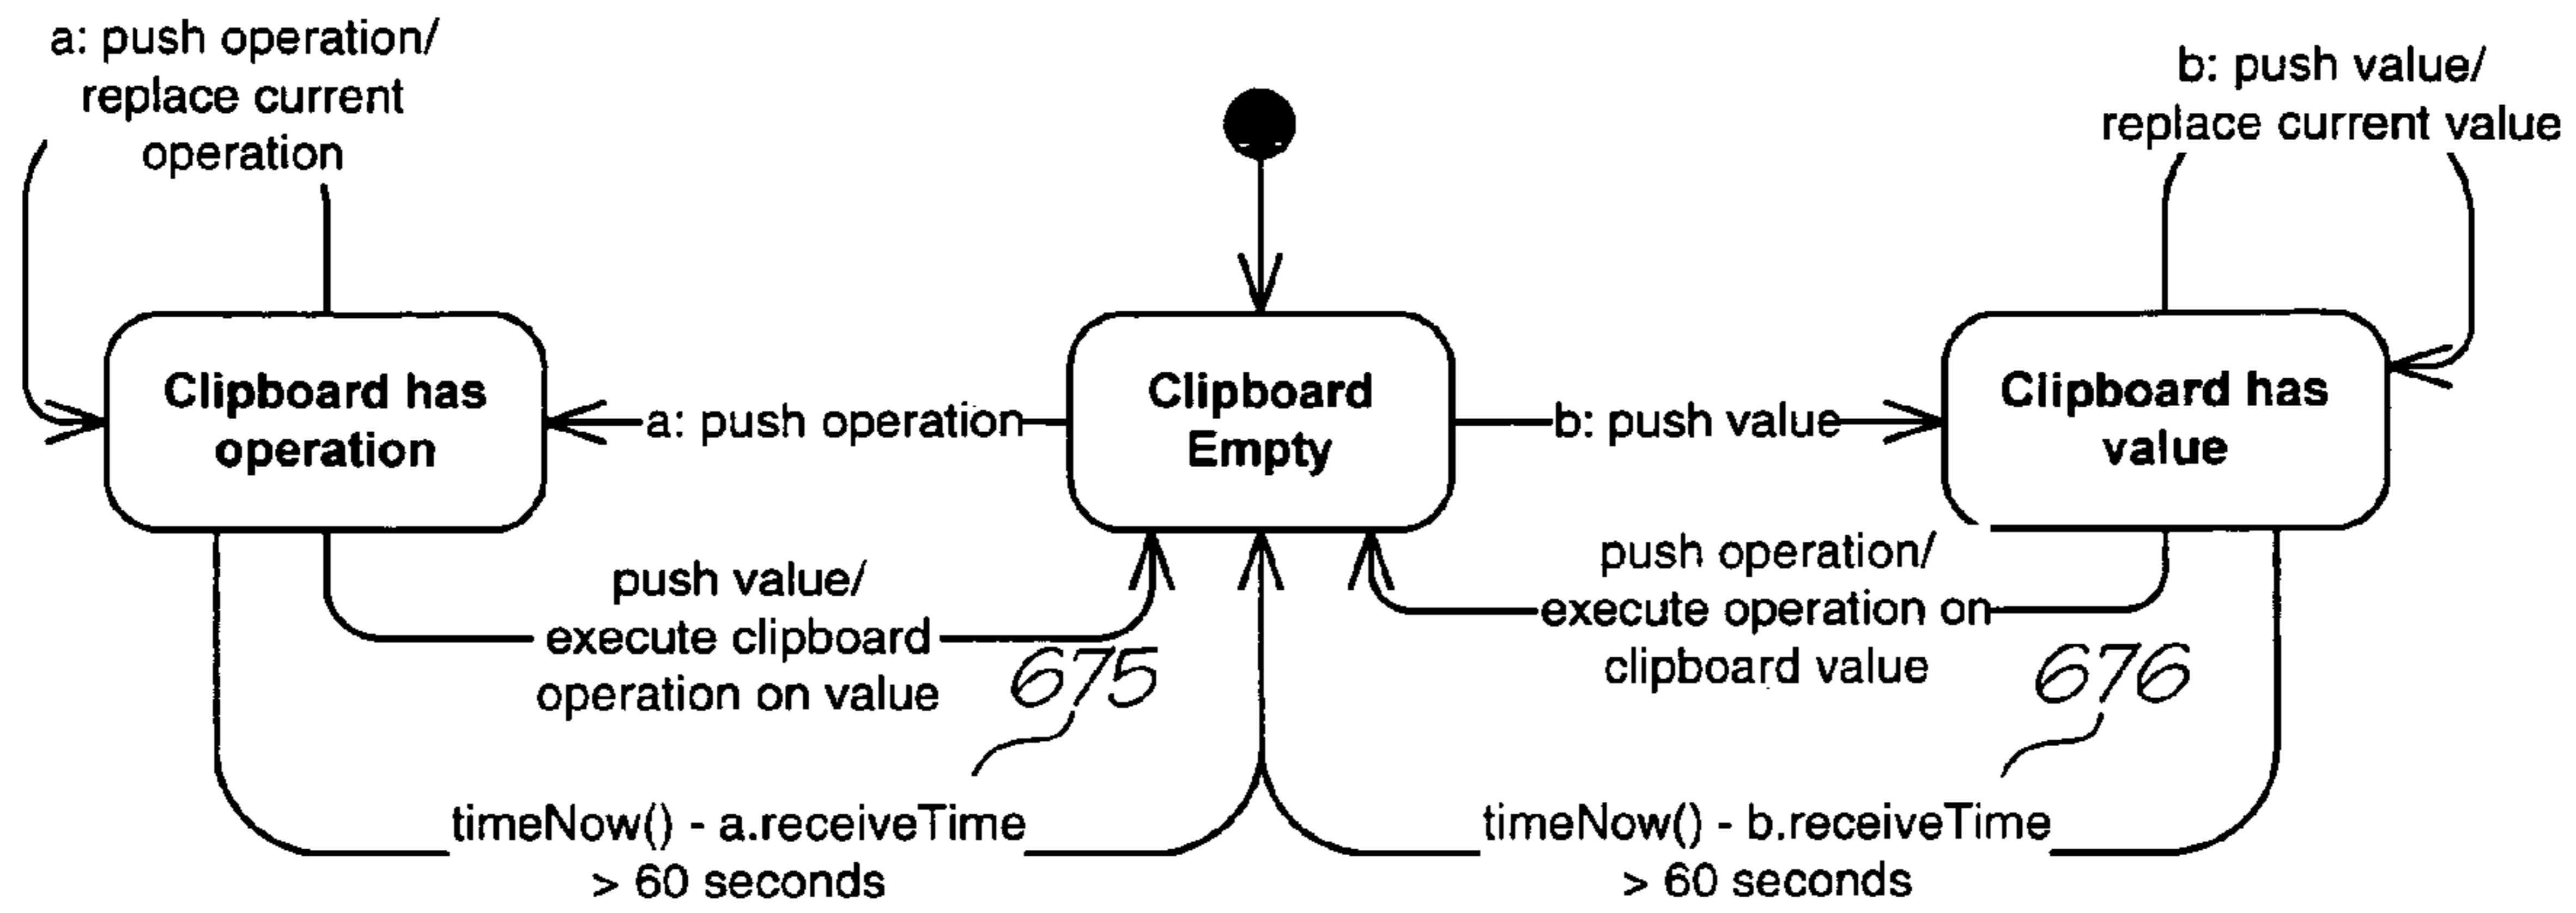 a: push operation/
replace current
operation
b: push value/
replace current value
Clipboard has
operation
a: push operation
Clipboard
Empty
b: push value
Clipboard has
value
push value/
execute clipboard
operation on value
675
push operation/
execute operation on
clipboard value
676
timeNow() - a.receiveTime
> 60 seconds
timeNow() - b.receiveTime
> 60 seconds